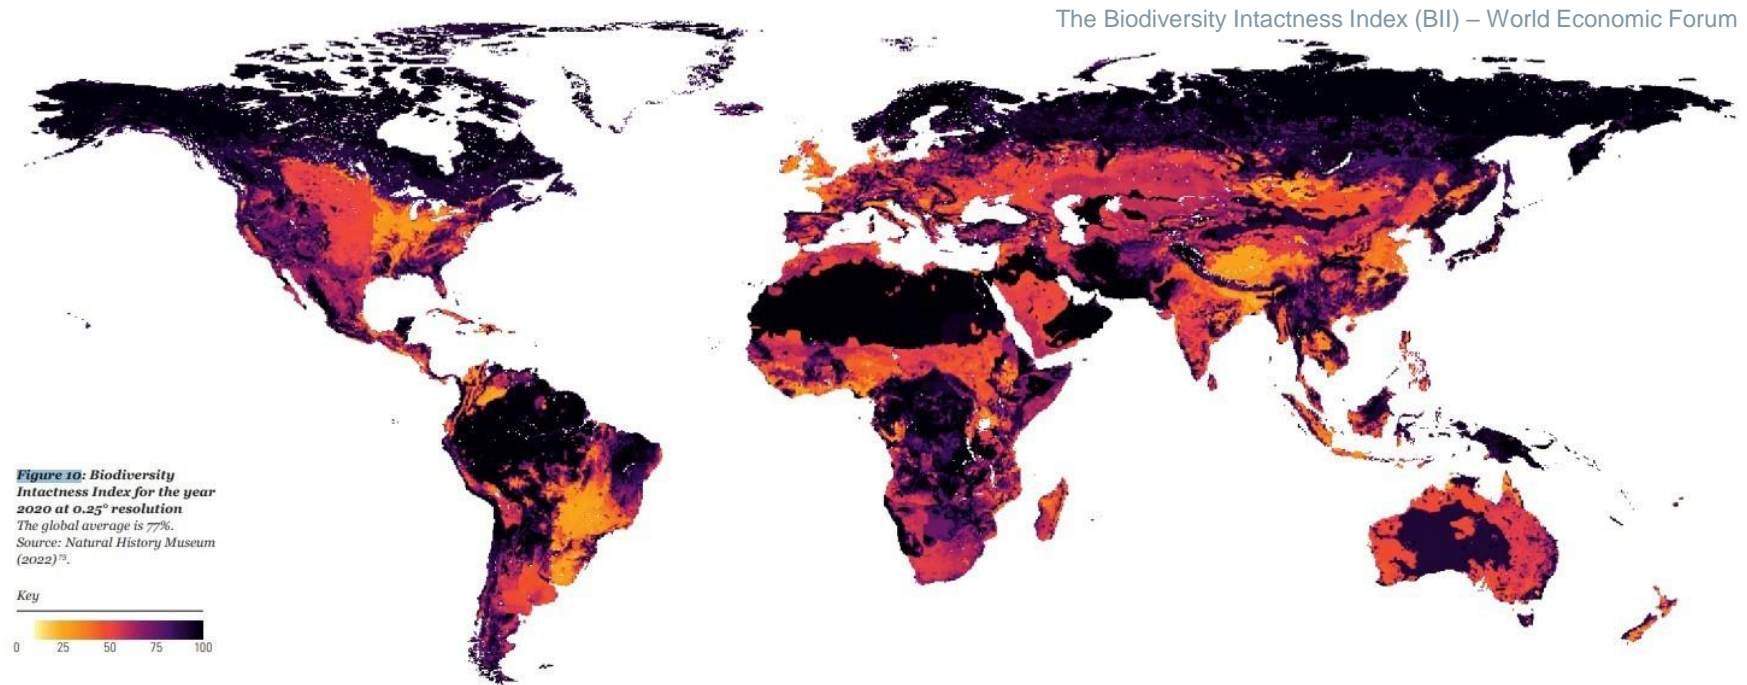 The Biodiversity Intactness Index (BII) – World Economic Forum
Figure 10: Biodiversity
Intactness Index for the year
2020 at 0.25° resolution
The global average is 77%.
Source: Natural History Museum
(2022)⁷³.
Key
0 25 50 75 100